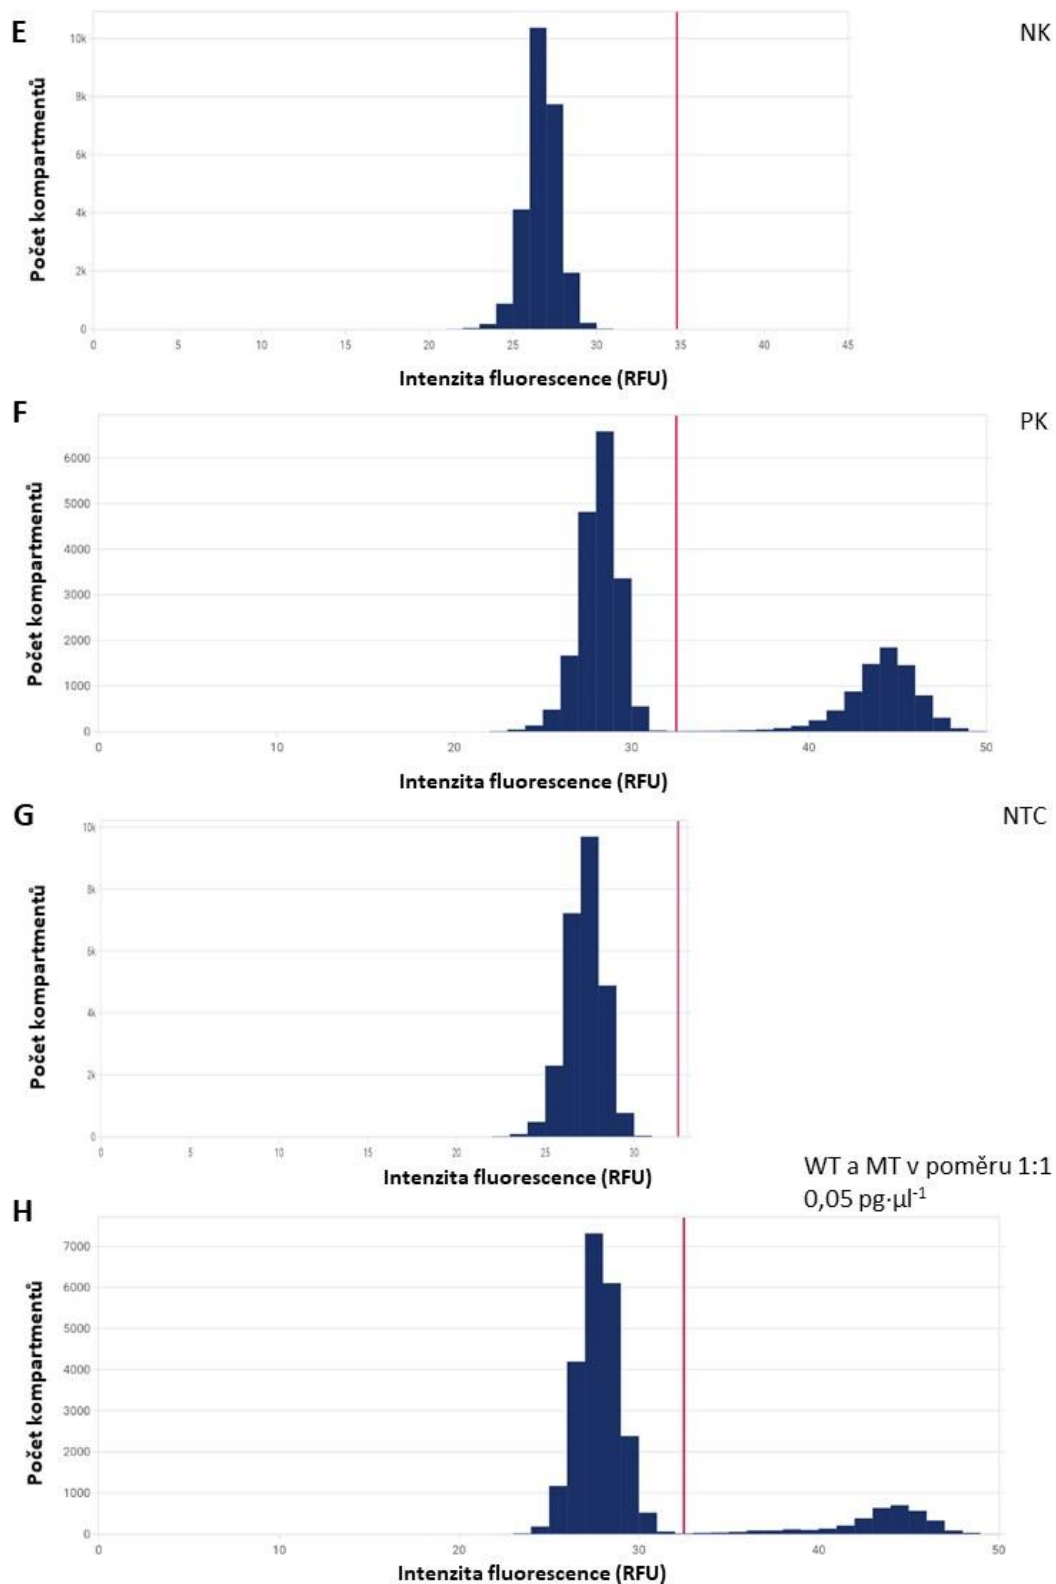 E
NK
Počet kompartmentů
10k
8k
6k
4k
2k
0
0 5 10 15 20 25 30 35 40 45
Intenzita fluorescence (RFU)
F
PK
Počet kompartmentů
6000
5000
4000
3000
2000
1000
0
0 10 20 30 40 50
Intenzita fluorescence (RFU)
G
NTC
Počet kompartmentů
10k
8k
6k
4k
2k
0
0 5 10 15 20 25 30
Intenzita fluorescence (RFU)
WT a MT v poměru 1:1
0,05 pg·µl⁻¹
H
Počet kompartmentů
7000
6000
5000
4000
3000
2000
1000
0
0 10 20 30 40 50
Intenzita fluorescence (RFU)